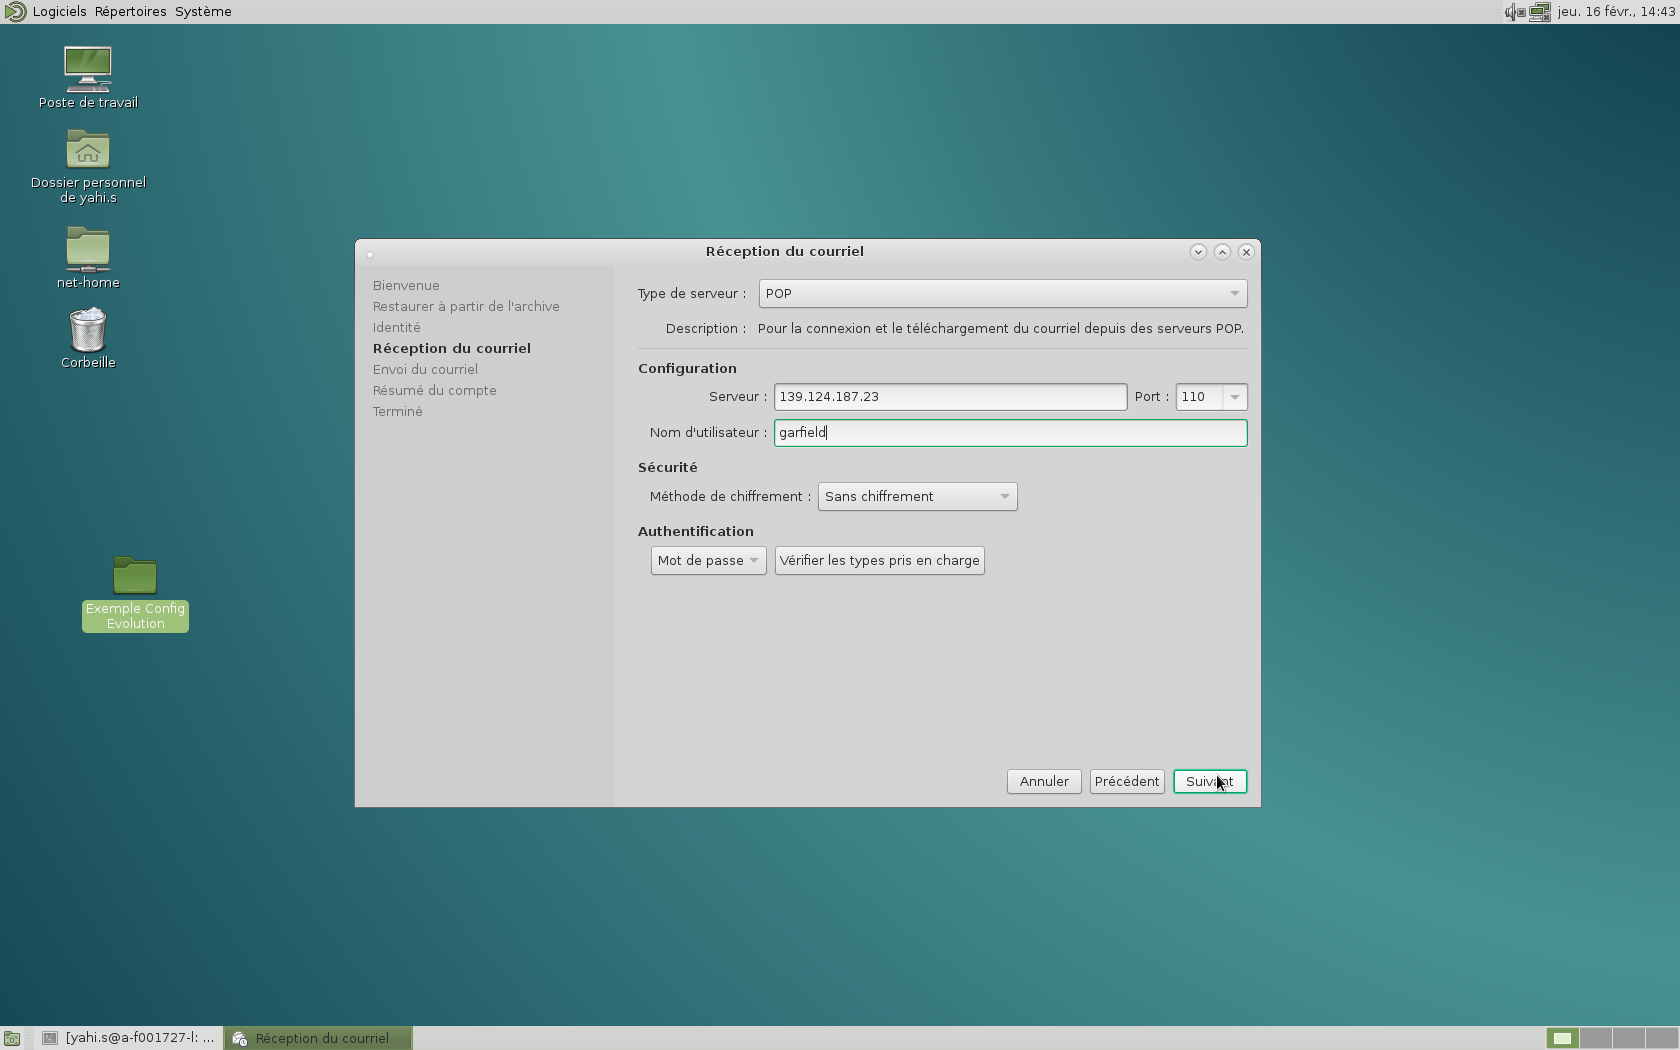 Logiciels Répertoires Système
jeu. 16 févr., 14:43
Poste de travail
Dossier personnel
de yahi.s
net-home
Corbeille
Exemple Config
Evolution
Réception du courriel
Bienvenue
Restaurer à partir de l'archive
Identité
Réception du courriel
Envoi du courriel
Résumé du compte
Terminé
Type de serveur : POP
Description : Pour la connexion et le téléchargement du courriel depuis des serveurs POP.
Configuration
Serveur : 139.124.187.23 Port : 110
Nom d'utilisateur : garfield
Sécurité
Méthode de chiffrement : Sans chiffrement
Authentification
Mot de passe Vérifier les types pris en charge
Annuler Précédent Suivant
[yahi.s@a-f001727-l: ... Réception du courriel